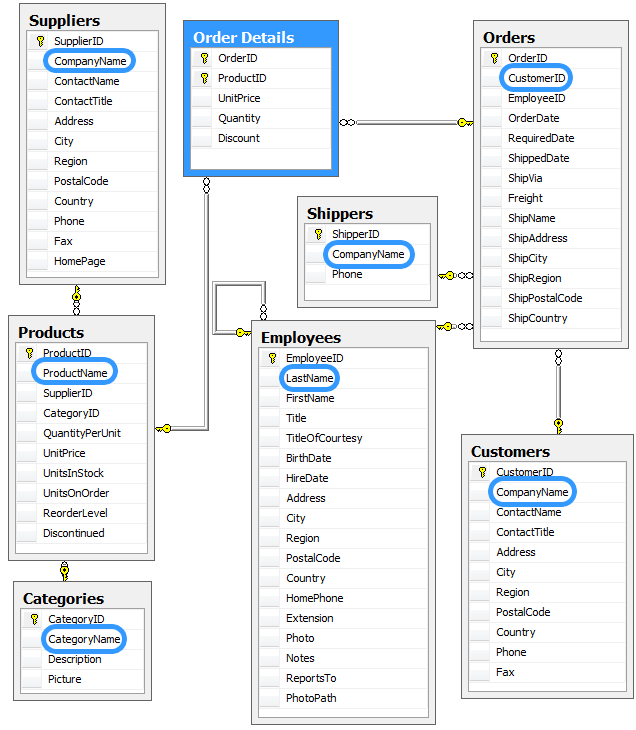 Suppliers
SupplierID
CompanyName
ContactName
ContactTitle
Address
City
Region
PostalCode
Country
Phone
Fax
HomePage
Order Details
OrderID
ProductID
UnitPrice
Quantity
Discount
Orders
OrderID
CustomerID
EmployeeID
OrderDate
RequiredDate
ShippedDate
ShipVia
Freight
ShipName
ShipAddress
ShipCity
ShipRegion
ShipPostalCode
ShipCountry
Shippers
ShipperID
CompanyName
Phone
Products
ProductID
ProductName
SupplierID
CategoryID
QuantityPerUnit
UnitPrice
UnitsInStock
UnitsOnOrder
ReorderLevel
Discontinued
Employees
EmployeeID
LastName
FirstName
Title
TitleOfCourtesy
BirthDate
HireDate
Address
City
Region
PostalCode
Country
HomePhone
Extension
Photo
Notes
ReportsTo
PhotoPath
Customers
CustomerID
CompanyName
ContactName
ContactTitle
Address
City
Region
PostalCode
Country
Phone
Fax
Categories
CategoryID
CategoryName
Description
Picture